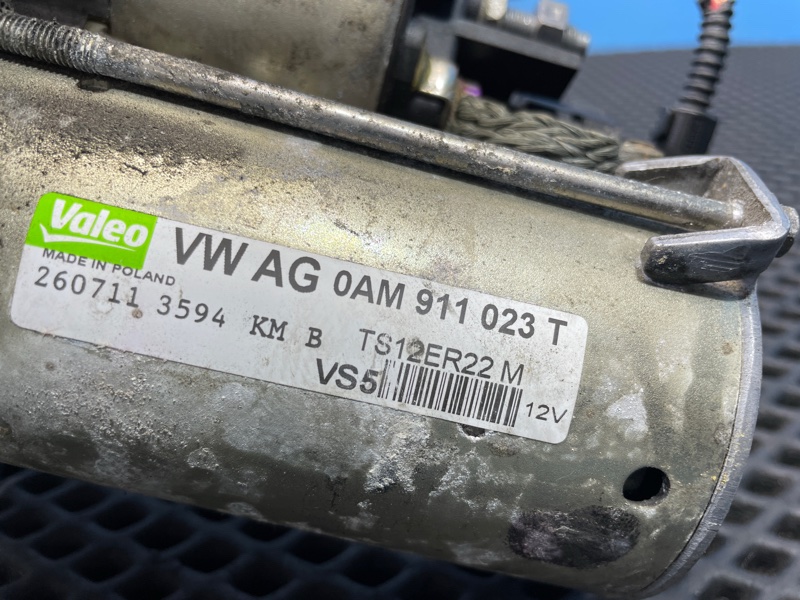 Valeo
VW AG 0AM 911 023 T
MADE IN POLAND
260711 3594 KM B
TS12ER22 M
VS5
12V